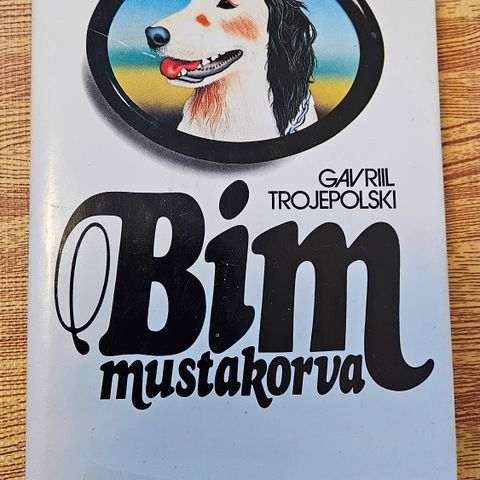 GAVRIIL
TROJEPOLSKI
Bim
mustakorva